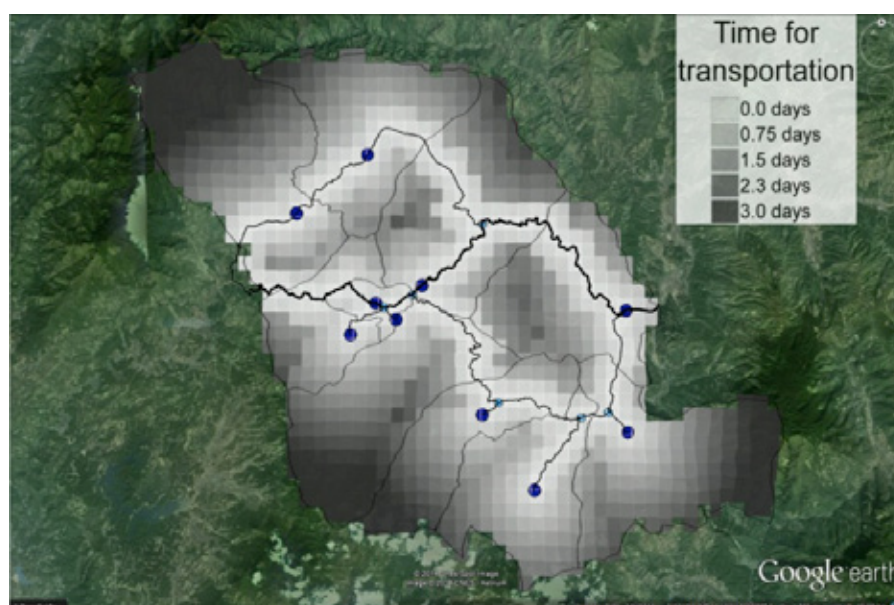 Time for
transportation
0.0 days
0.75 days
1.5 days
2.3 days
3.0 days
Google earth